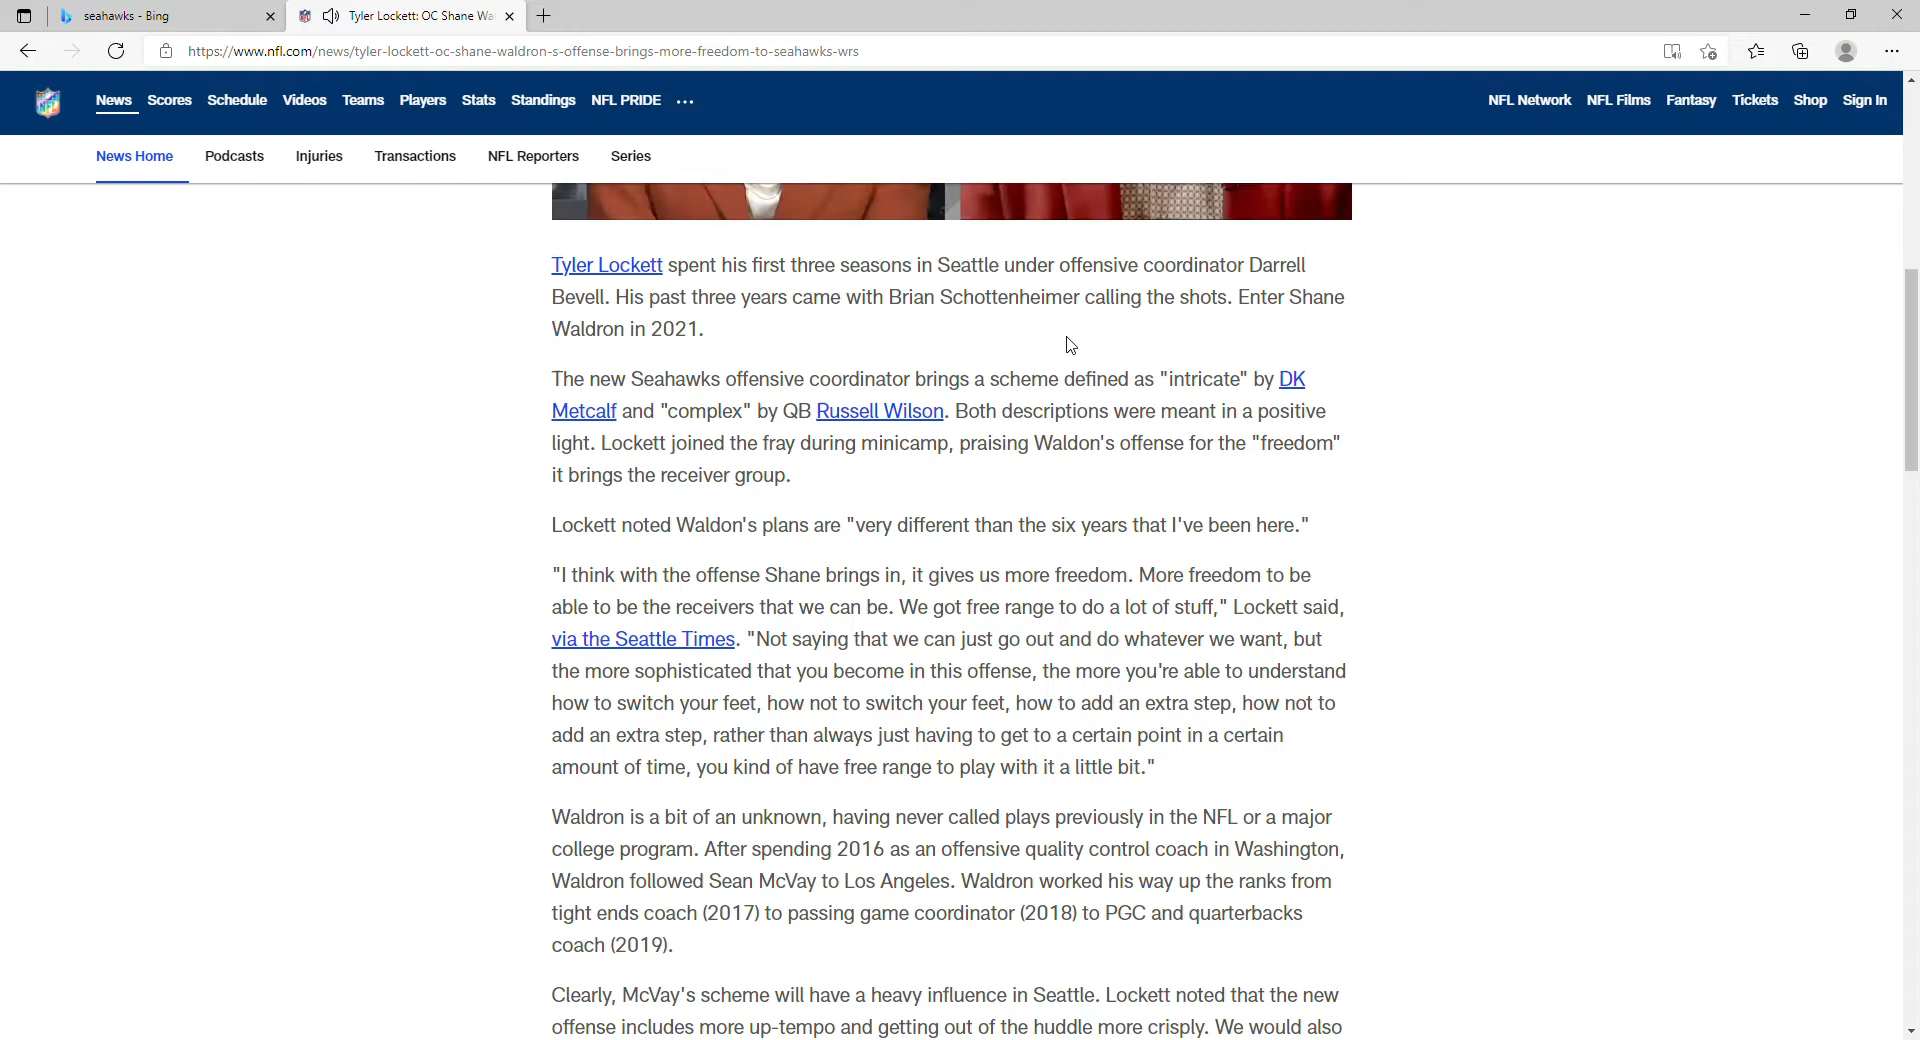 seahawks - Bing
Tyler Lockett: OC Shane Wal
https://www.nfl.com/news/tyler-lockett-oc-shane-waldron-s-offense-brings-more-freedom-to-seahawks-wrs
NFL News Scores Schedule Videos Teams Players Stats Standings NFL PRIDE ... NFL Network NFL Films Fantasy Tickets Shop Sign In
News Home Podcasts Injuries Transactions NFL Reporters Series
Tyler Lockett spent his first three seasons in Seattle under offensive coordinator Darrell
Bevell. His past three years came with Brian Schottenheimer calling the shots. Enter Shane
Waldron in 2021.
The new Seahawks offensive coordinator brings a scheme defined as "intricate" by DK
Metcalf and "complex" by QB Russell Wilson. Both descriptions were meant in a positive
light. Lockett joined the fray during minicamp, praising Waldon's offense for the "freedom"
it brings the receiver group.
Lockett noted Waldon's plans are "very different than the six years that I've been here."
"I think with the offense Shane brings in, it gives us more freedom. More freedom to be
able to be the receivers that we can be. We got free range to do a lot of stuff," Lockett said,
via the Seattle Times. "Not saying that we can just go out and do whatever we want, but
the more sophisticated that you become in this offense, the more you're able to understand
how to switch your feet, how not to switch your feet, how to add an extra step, how not to
add an extra step, rather than always just having to get to a certain point in a certain
amount of time, you kind of have free range to play with it a little bit."
Waldron is a bit of an unknown, having never called plays previously in the NFL or a major
college program. After spending 2016 as an offensive quality control coach in Washington,
Waldron followed Sean McVay to Los Angeles. Waldron worked his way up the ranks from
tight ends coach (2017) to passing game coordinator (2018) to PGC and quarterbacks
coach (2019).
Clearly, McVay's scheme will have a heavy influence in Seattle. Lockett noted that the new
offense includes more up-tempo and getting out of the huddle more crisply. We would also